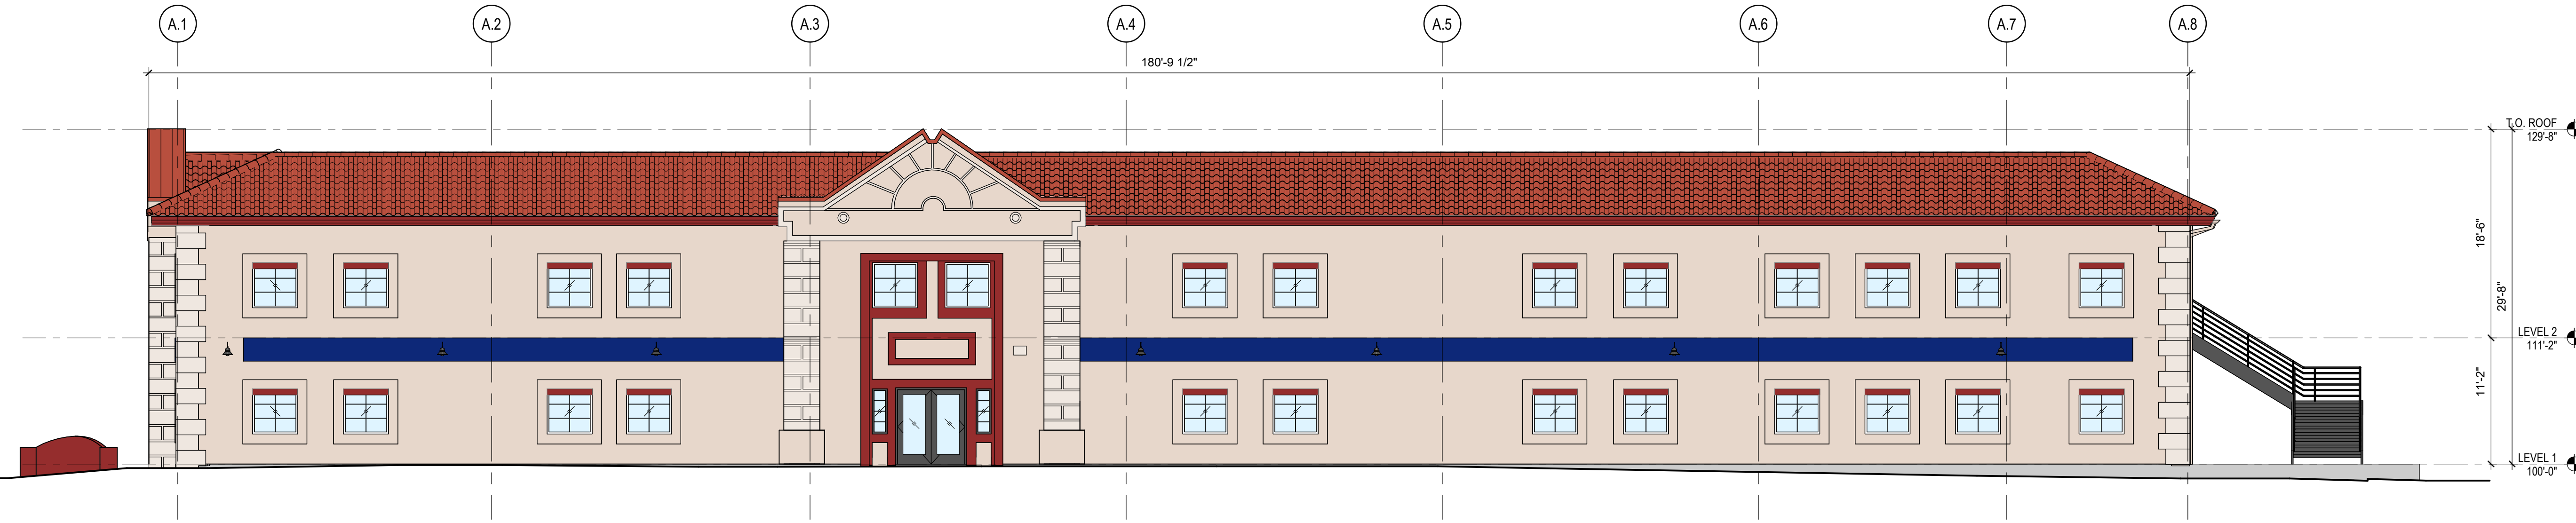 A.1
A.2
A.3
A.4
A.5
A.6
A.7
A.8
180'-9 1/2"
T.O. ROOF
129'-8"
18'-6"
29'-8"
LEVEL 2
111'-2"
11'-2"
LEVEL 1
100'-0"